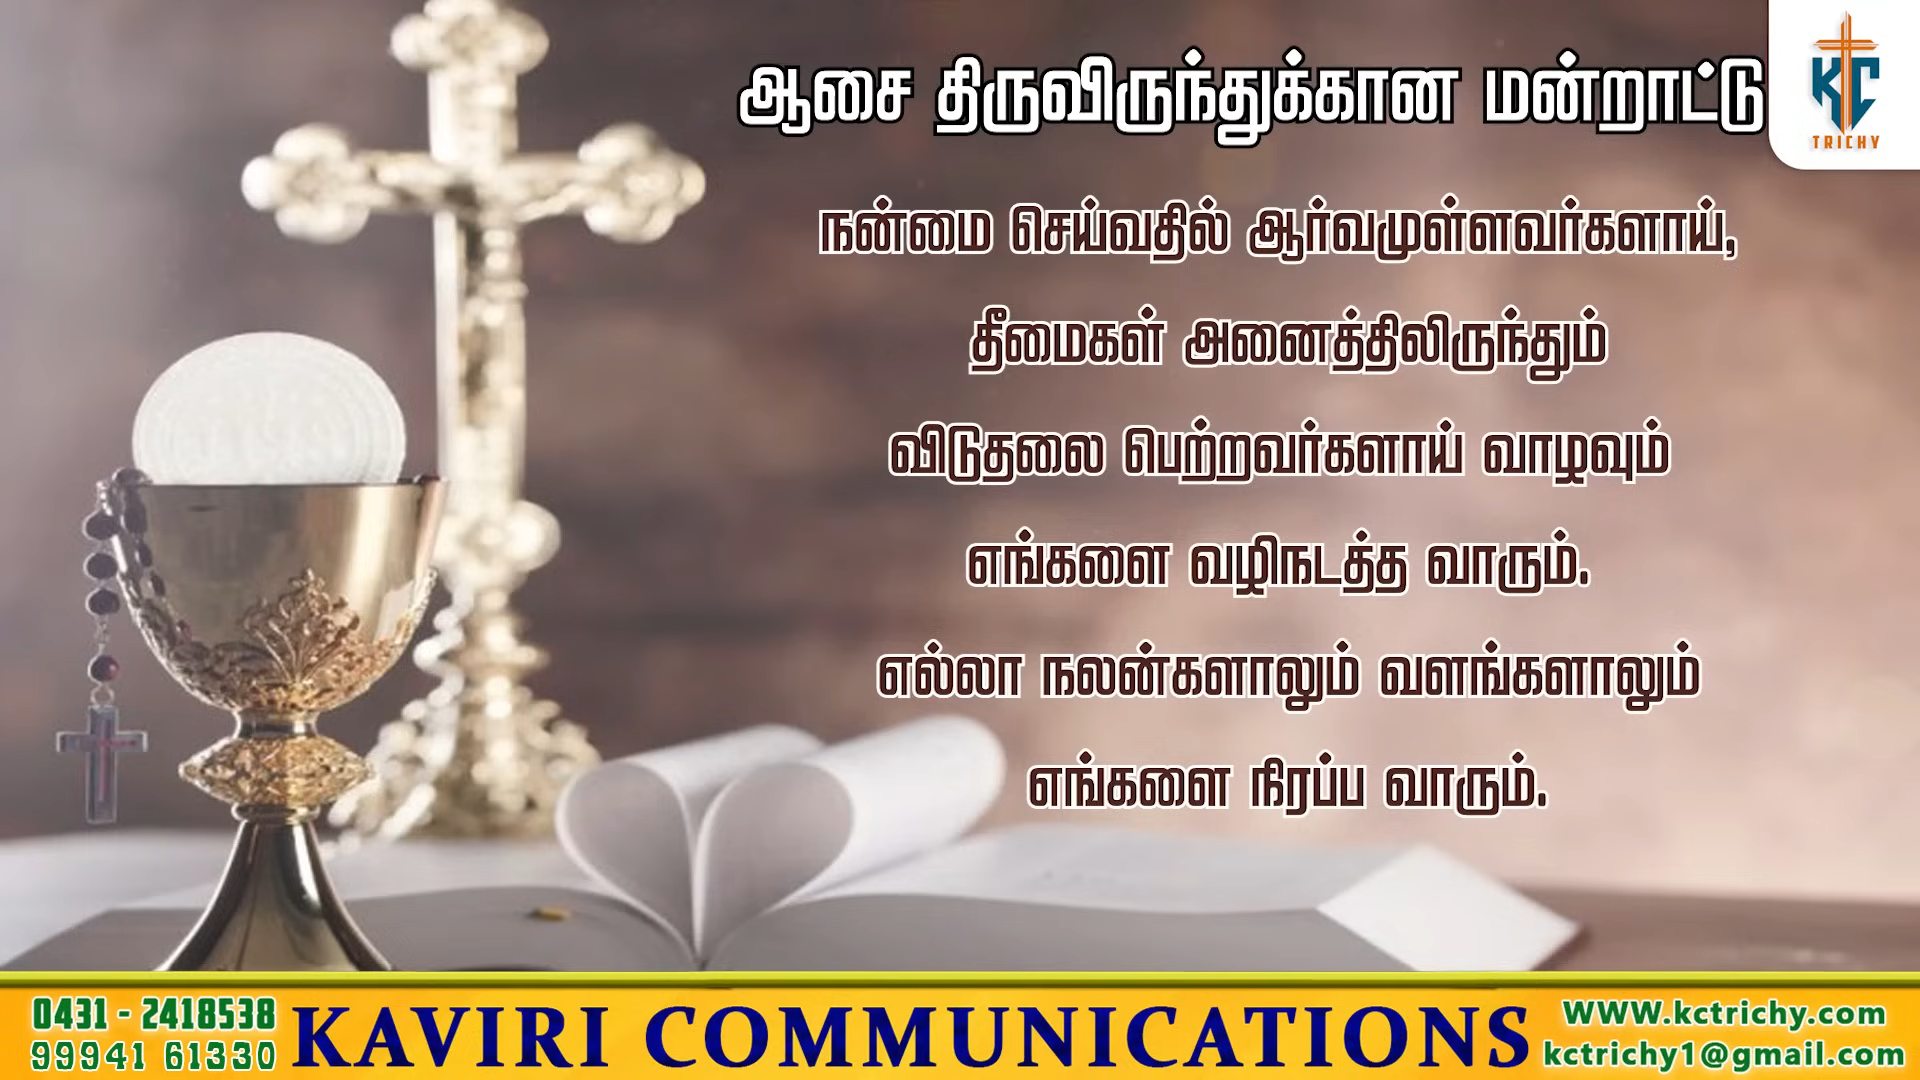 ஆசை திருவிருந்துக்கான மன்றாட்டு
KC
TRICHY
நன்மை செய்வதில் ஆர்வமுள்ளவர்களாய்,
தீமைகள் அனைத்திலிருந்தும்
விடுதலை பெற்றவர்களாய் வாழவும்
எங்களை வழிநடத்த வாரும்.
எல்லா நலன்களாலும் வளங்களாலும்
எங்களை நிரப்ப வாரும்.
0431 - 2418538
99941 61330
KAVIRI COMMUNICATIONS
www.kctrichy.com
kctrichy1@gmail.com